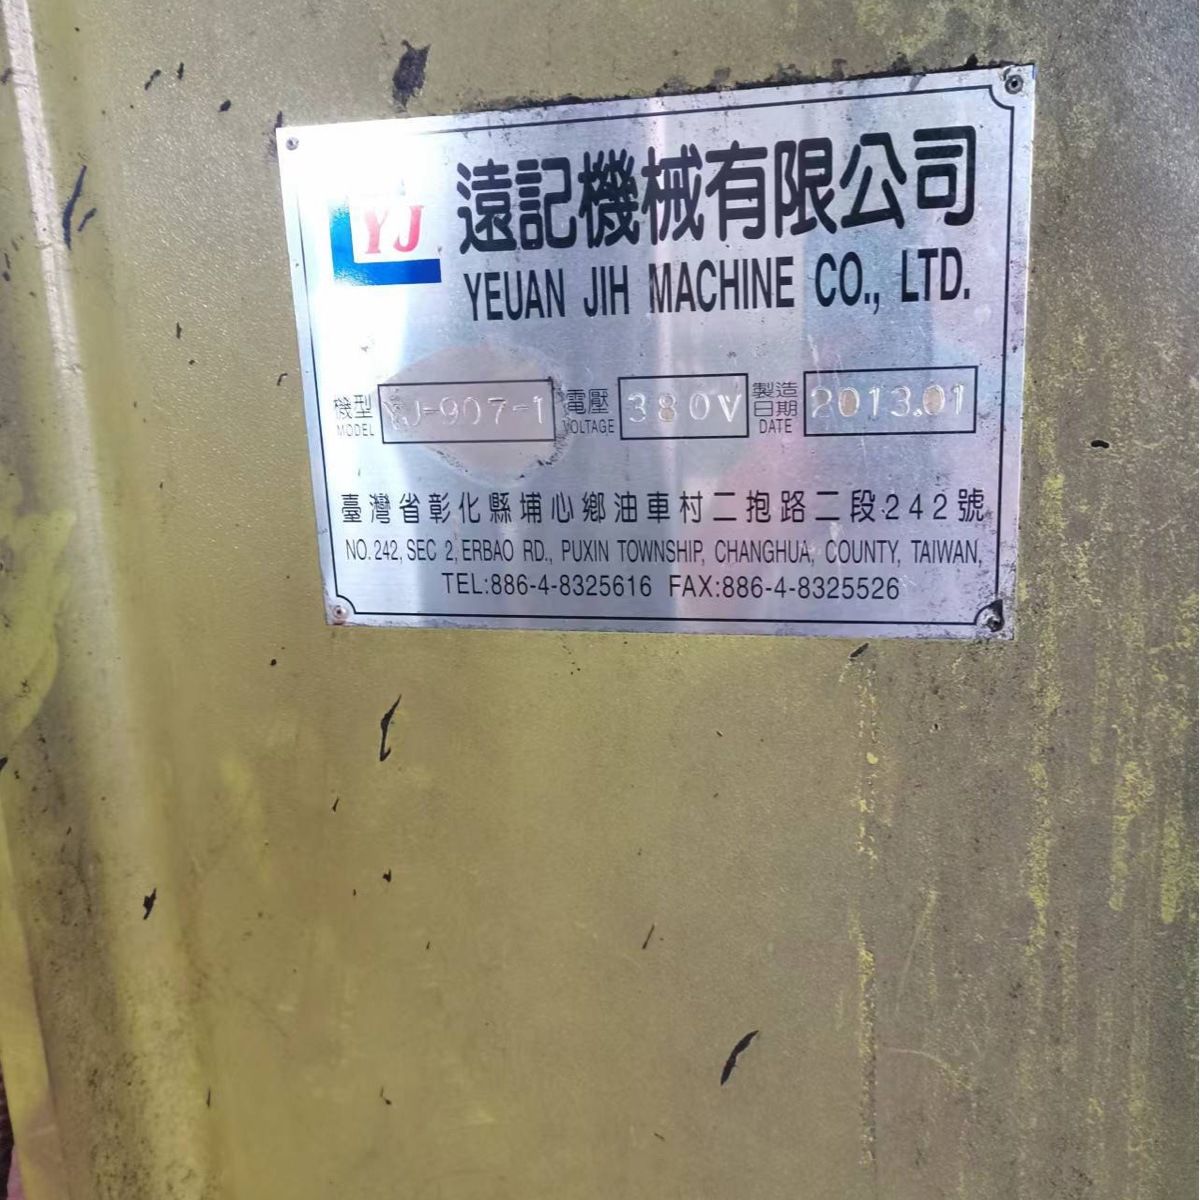 YJ 遠記機械有限公司
YEUAN JIH MACHINE CO., LTD.
機型 MODEL YJ-907-1 電壓 VOLTAGE 380V 製造日期 DATE 2013.01
臺灣省彰化縣埔心鄉油車村二抱路二段242號
NO.242, SEC 2, ERBAO RD., PUXIN TOWNSHIP, CHANGHUA, COUNTY, TAIWAN,
TEL:886-4-8325616 FAX:886-4-8325526